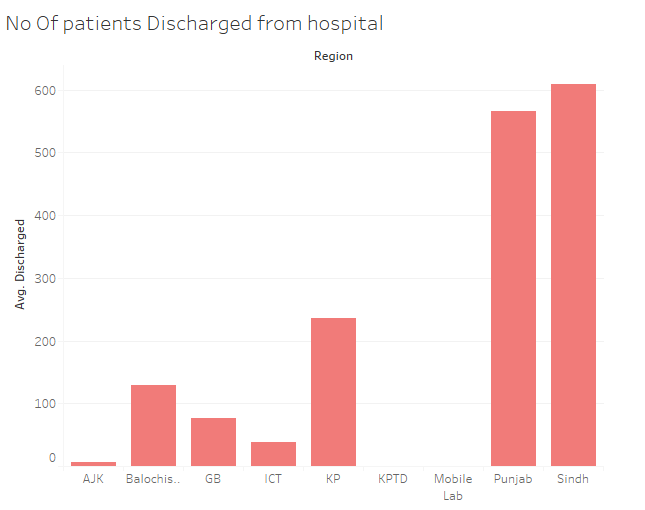 No Of patients Discharged from hospital
Region
Avg. Discharged
600
500
400
300
200
100
0
AJK Balochis.. GB ICT KP KPTD Mobile Lab Punjab Sindh